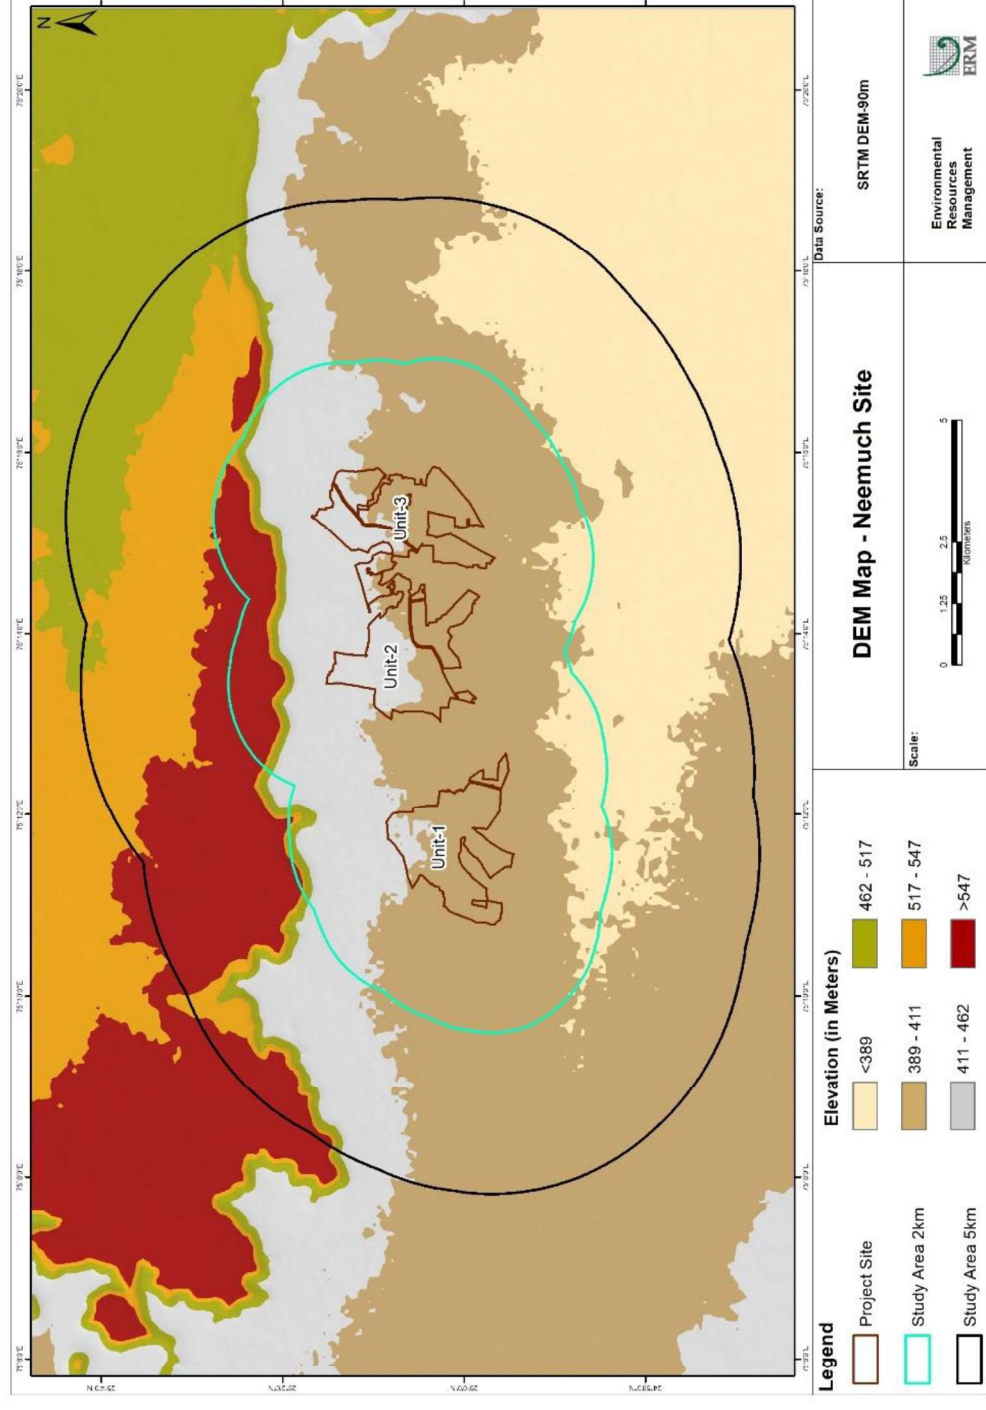 N
Unit-1
Unit-2
Unit-3
Legend
Project Site
Study Area 2km
Study Area 5km
Elevation (in Meters)
<389
389 - 411
411 - 462
462 - 517
517 - 547
>547
DEM Map - Neemuch Site
Scale:
0 1.25 2.5 5
Kilometers
Data Source:
SRTM DEM-90m
Environmental
Resources
Management
ERM